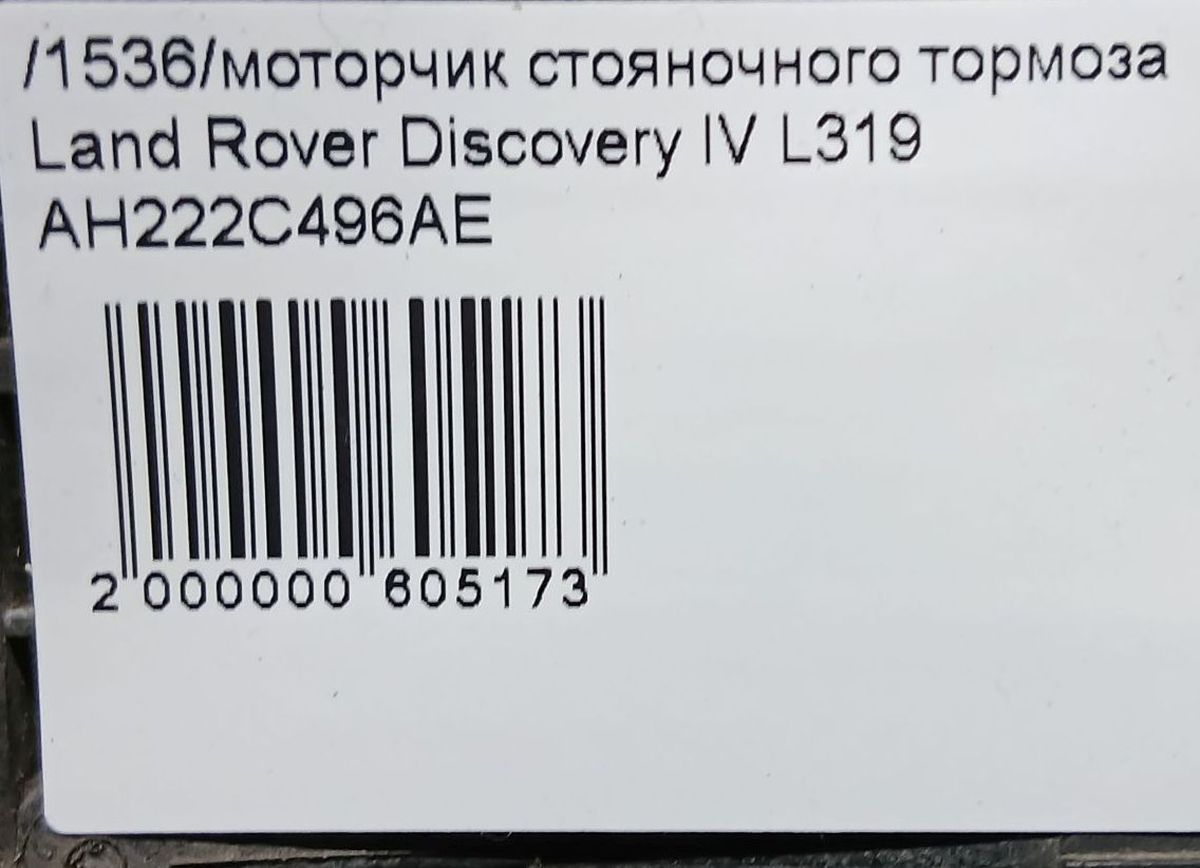 /1536/моторчик стояночного тормоза
Land Rover Discovery IV L319
AH222C496AE
2 000000 605173